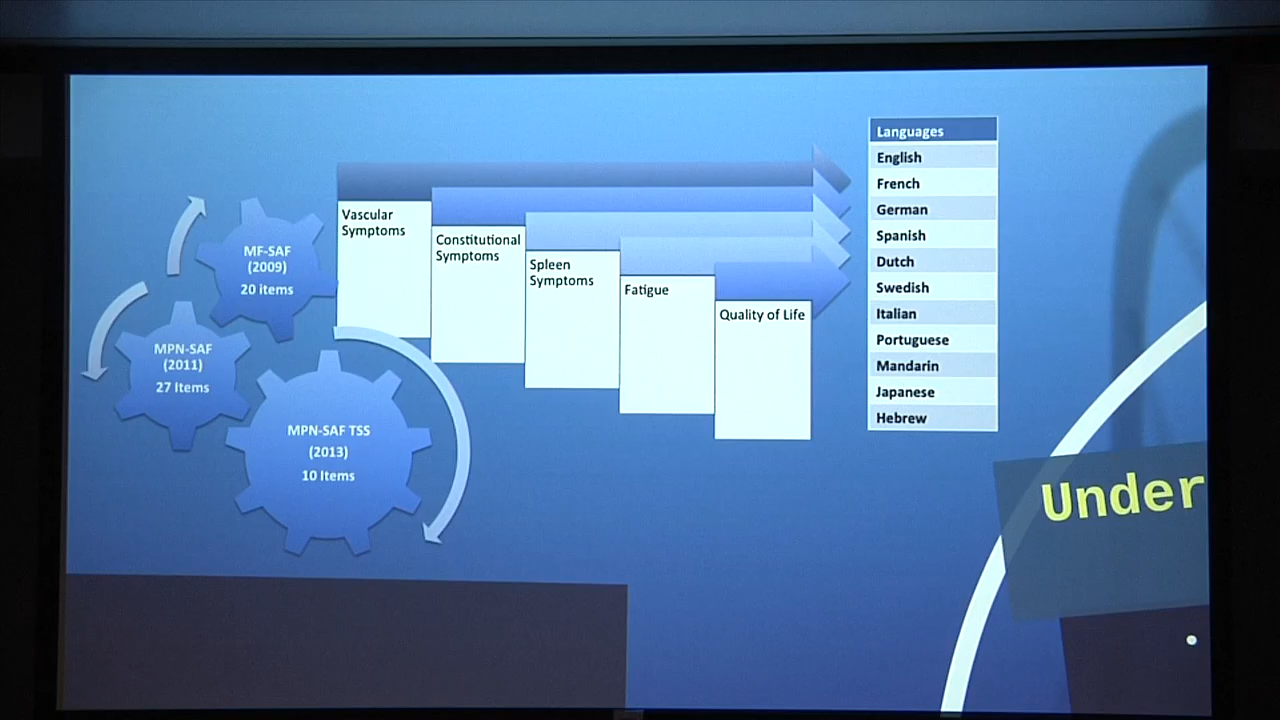 MF-SAF
(2009)
20 items
MPN-SAF
(2011)
27 Items
MPN-SAF TSS
(2013)
10 Items
Vascular
Symptoms
Constitutional
Symptoms
Spleen
Symptoms
Fatigue
Quality of Life
Languages
English
French
German
Spanish
Dutch
Swedish
Italian
Portuguese
Mandarin
Japanese
Hebrew
Under